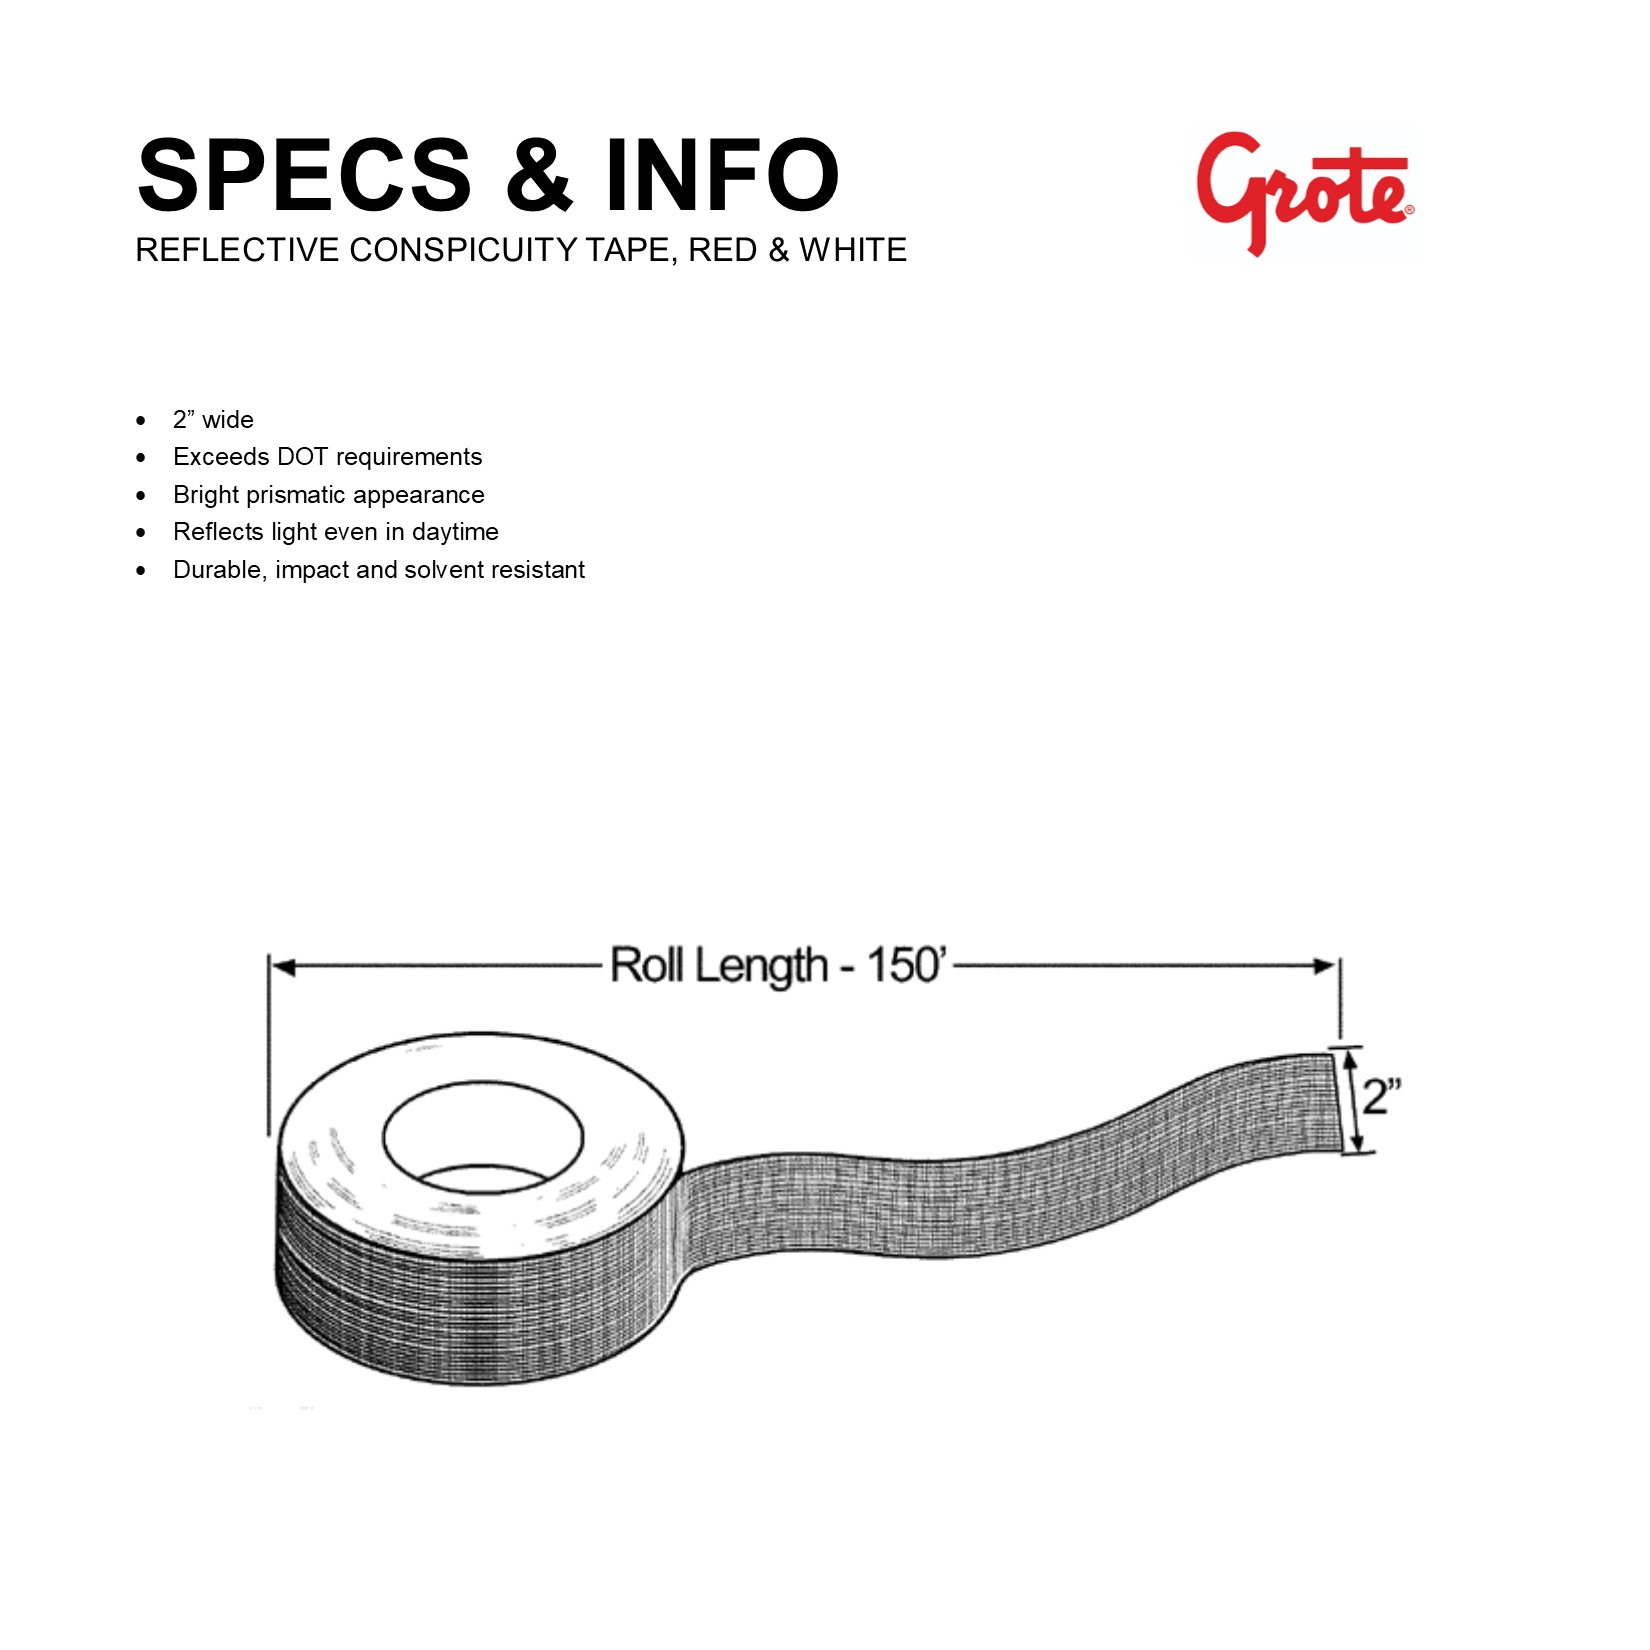 SPECS & INFO
Grote®
REFLECTIVE CONSPICUITY TAPE, RED & WHITE
• 2” wide
• Exceeds DOT requirements
• Bright prismatic appearance
• Reflects light even in daytime
• Durable, impact and solvent resistant
Roll Length - 150’
2”